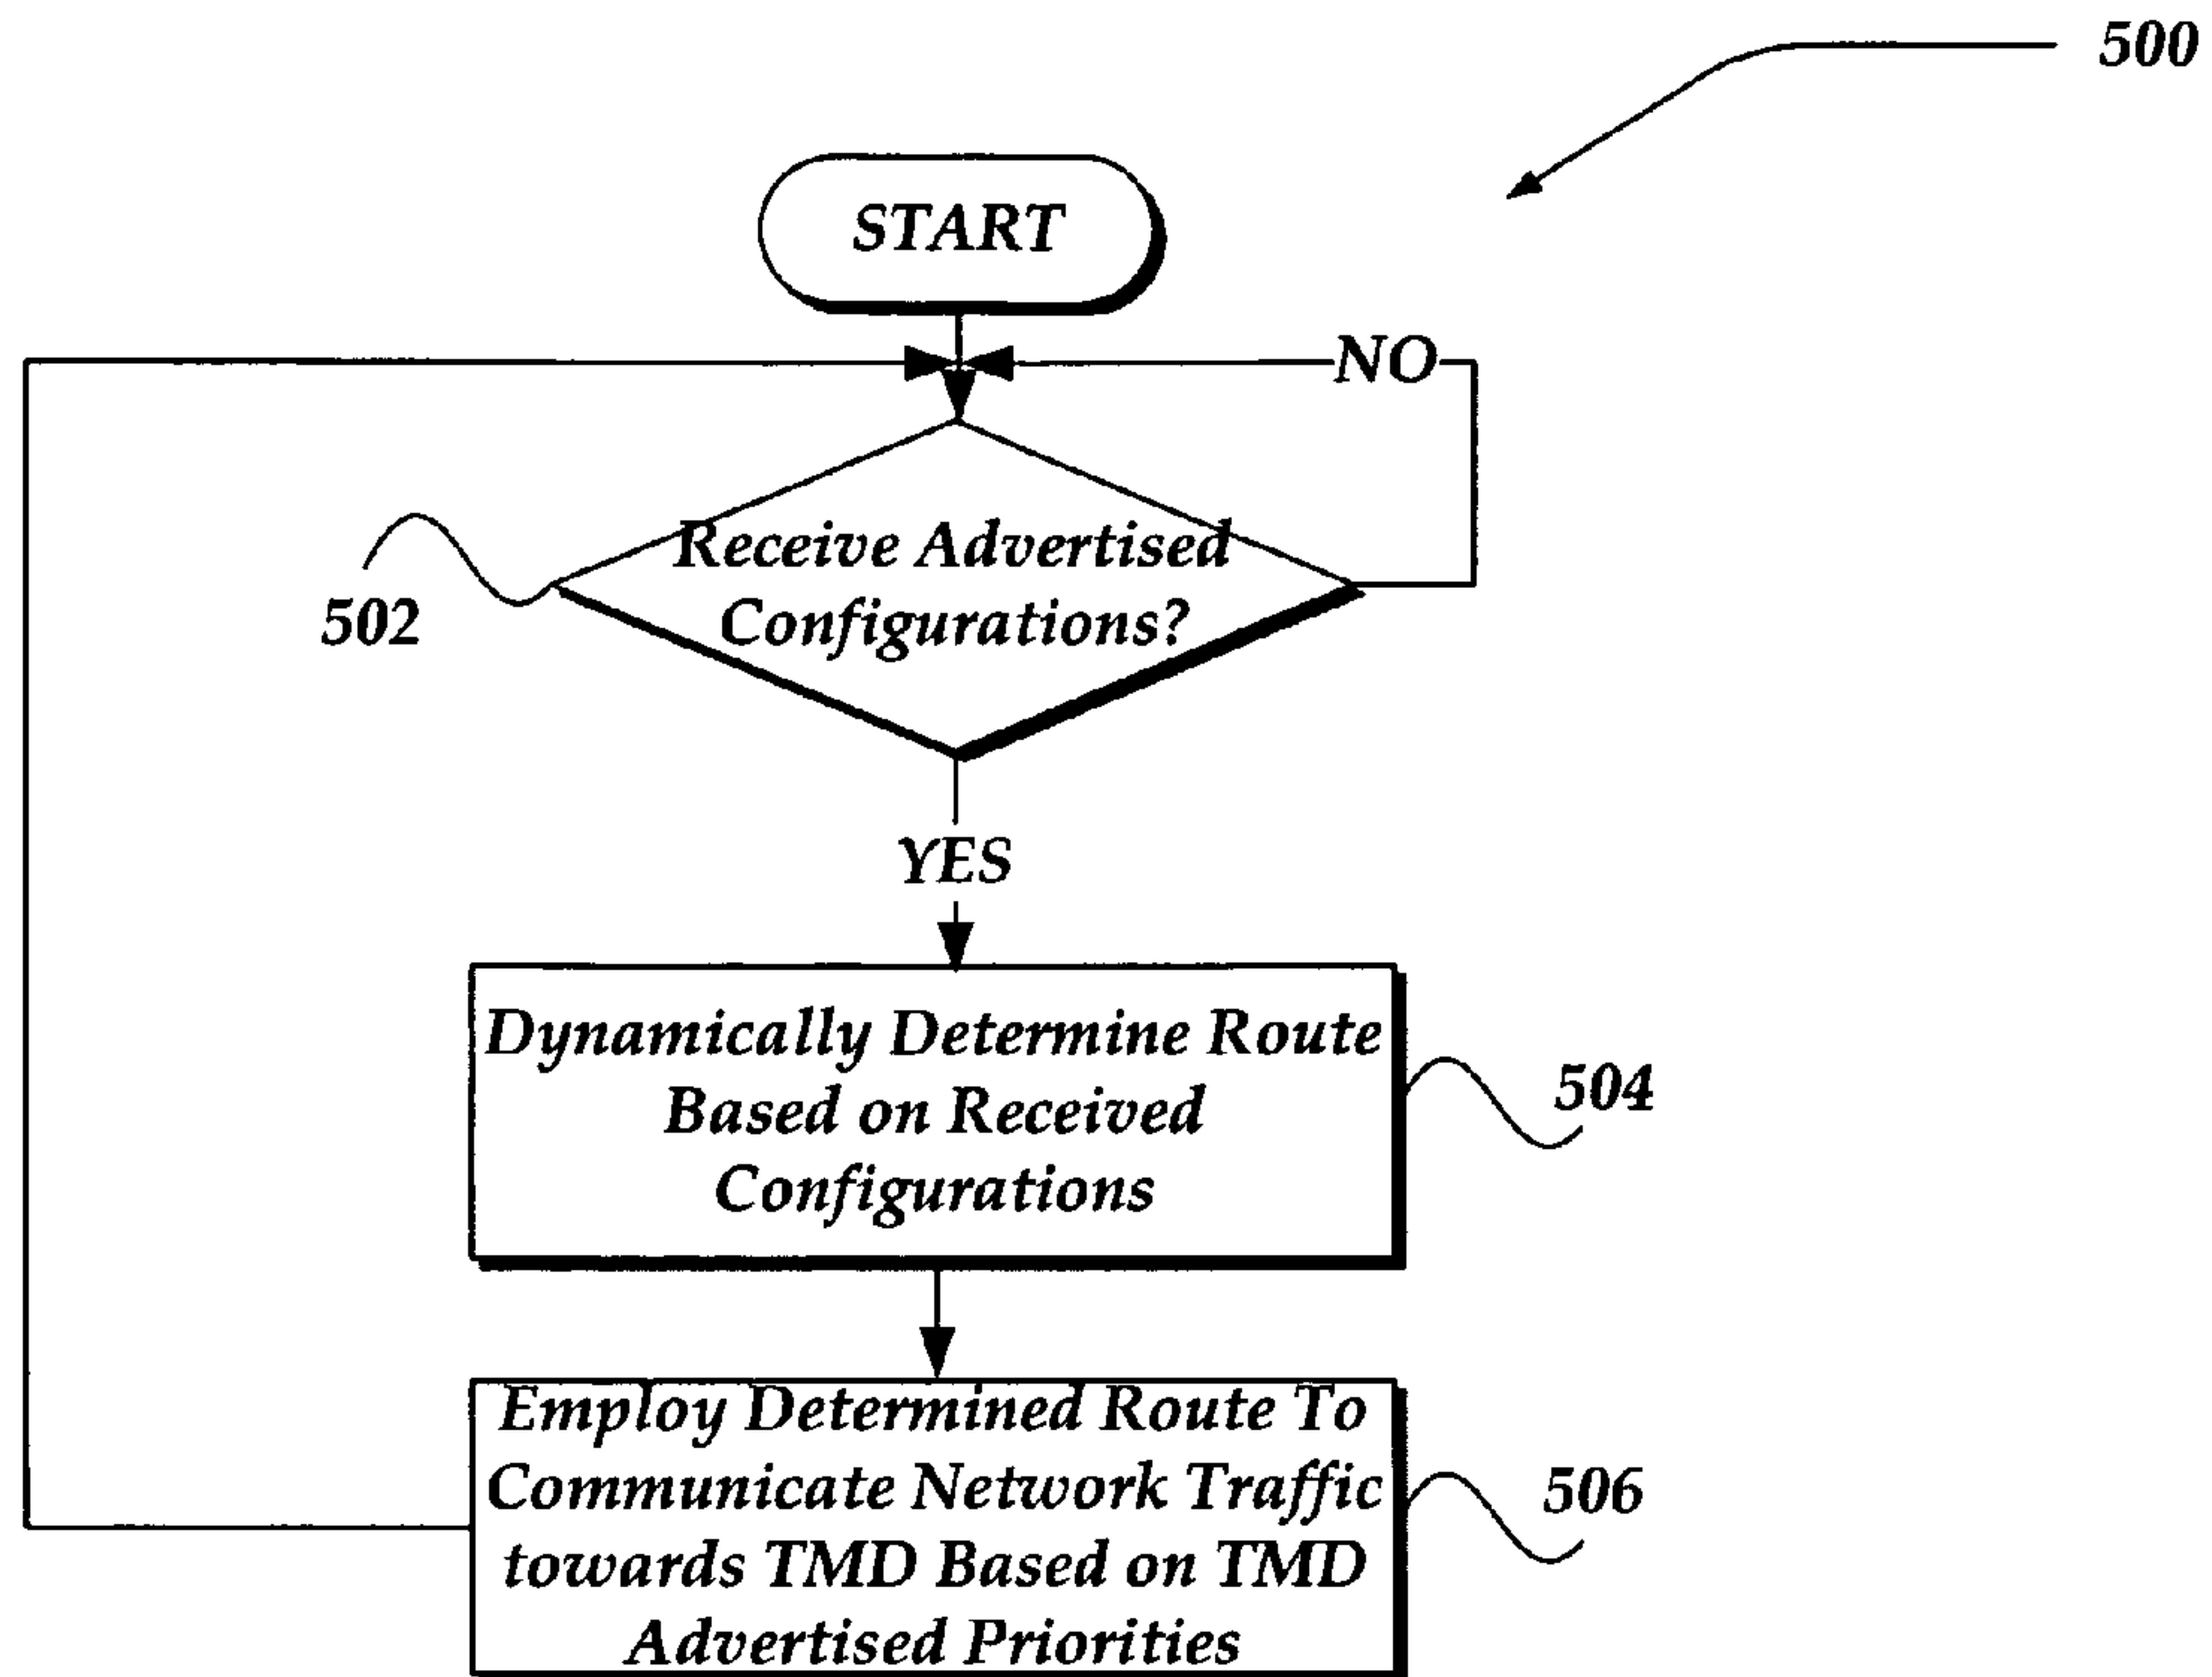 500
START
NO
Receive Advertised
Configurations?
502
YES
Dynamically Determine Route
Based on Received
Configurations
504
Employ Determined Route To
Communicate Network Traffic
towards TMD Based on TMD
Advertised Priorities
506